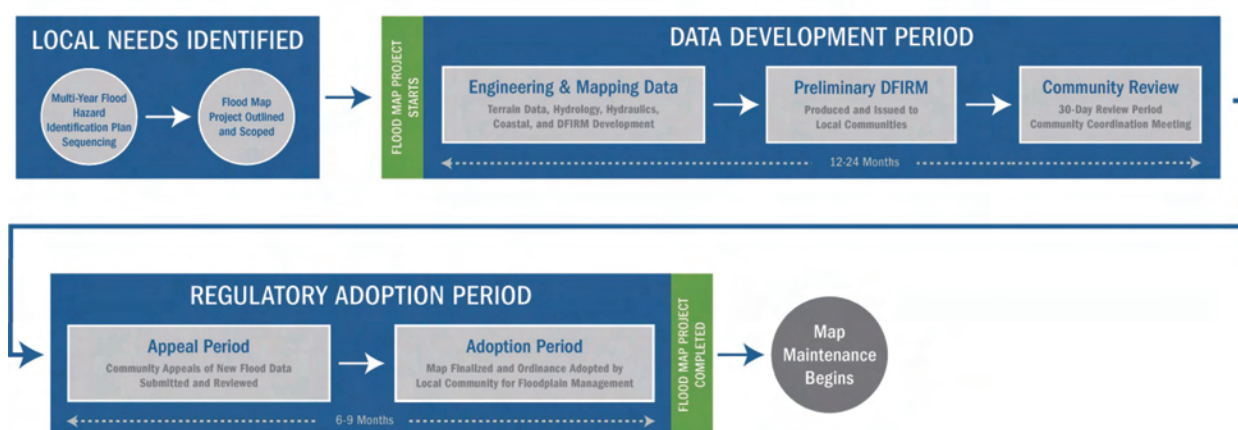 LOCAL NEEDS IDENTIFIED
Multi-Year Flood
Hazard
Identification Plan
Sequencing
Flood Map
Project Outlined
and Scoped
FLOOD MAP PROJECT
STARTS
DATA DEVELOPMENT PERIOD
Engineering & Mapping Data
Terrain Data, Hydrology, Hydraulics,
Coastal, and DFIRM Development
Preliminary DFIRM
Produced and Issued to
Local Communities
Community Review
30-Day Review Period
Community Coordination Meeting
12-24 Months
REGULATORY ADOPTION PERIOD
Appeal Period
Community Appeals of New Flood Data
Submitted and Reviewed
Adoption Period
Map Finalized and Ordinance Adopted by
Local Community for Floodplain Management
6-9 Months
FLOOD MAP PROJECT
COMPLETED
Map
Maintenance
Begins